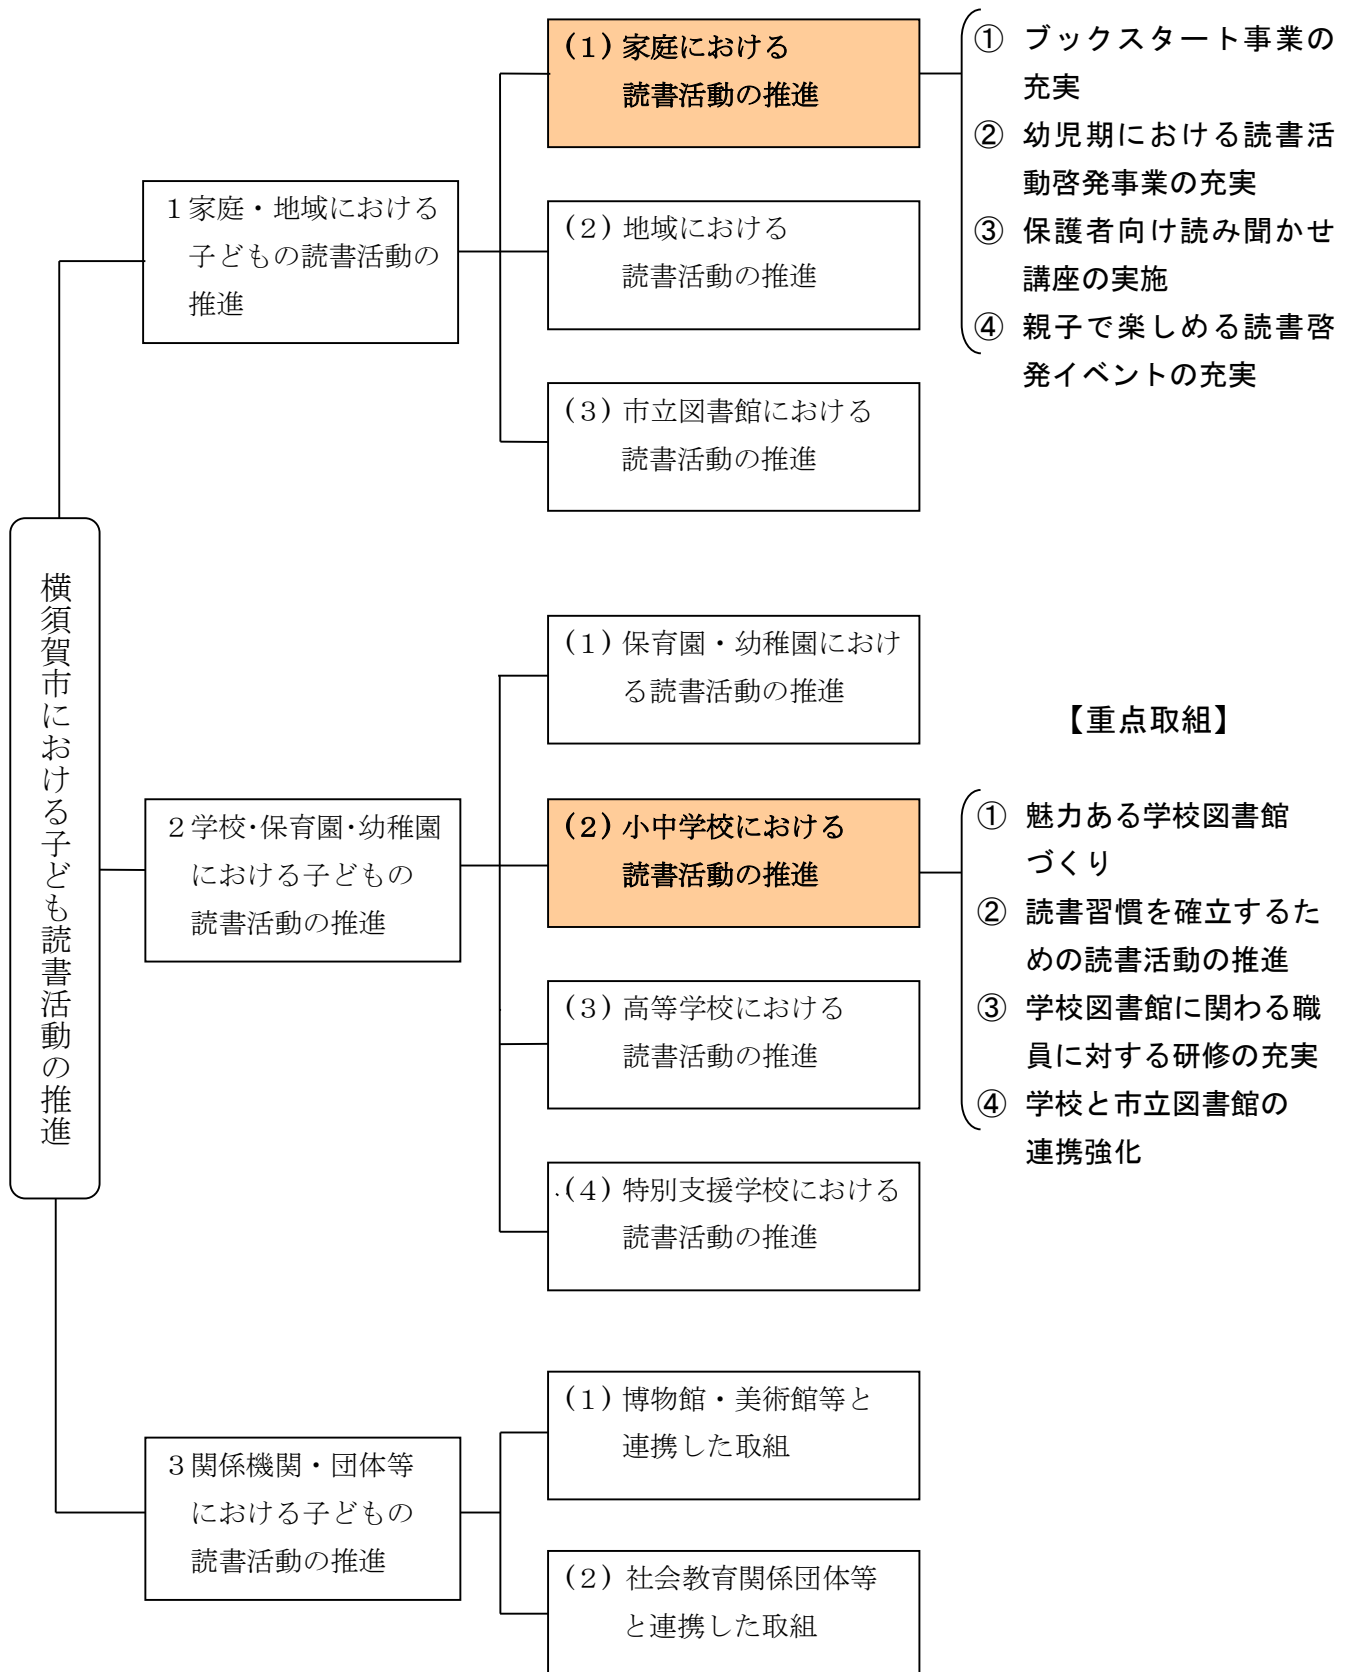 横須賀市における子ども読書活動の推進
１家庭・地域における
子どもの読書活動の
推進
(１) 家庭における
読書活動の推進
① ブックスタート事業の
充実
② 幼児期における読書活
動啓発事業の充実
③ 保護者向け読み聞かせ
講座の実施
④ 親子で楽しめる読書啓
発イベントの充実
(２) 地域における
読書活動の推進
(３) 市立図書館における
読書活動の推進
２学校・保育園・幼稚園
における子どもの
読書活動の推進
(１) 保育園・幼稚園におけ
る読書活動の推進
(２) 小中学校における
読書活動の推進
【重点取組】
① 魅力ある学校図書館
づくり
② 読書習慣を確立するた
めの読書活動の推進
③ 学校図書館に関わる職
員に対する研修の充実
④ 学校と市立図書館の
連携強化
(３) 高等学校における
読書活動の推進
(４) 特別支援学校における
読書活動の推進
３関係機関・団体等
における子どもの
読書活動の推進
(１) 博物館・美術館等と
連携した取組
(２) 社会教育関係団体等
と連携した取組